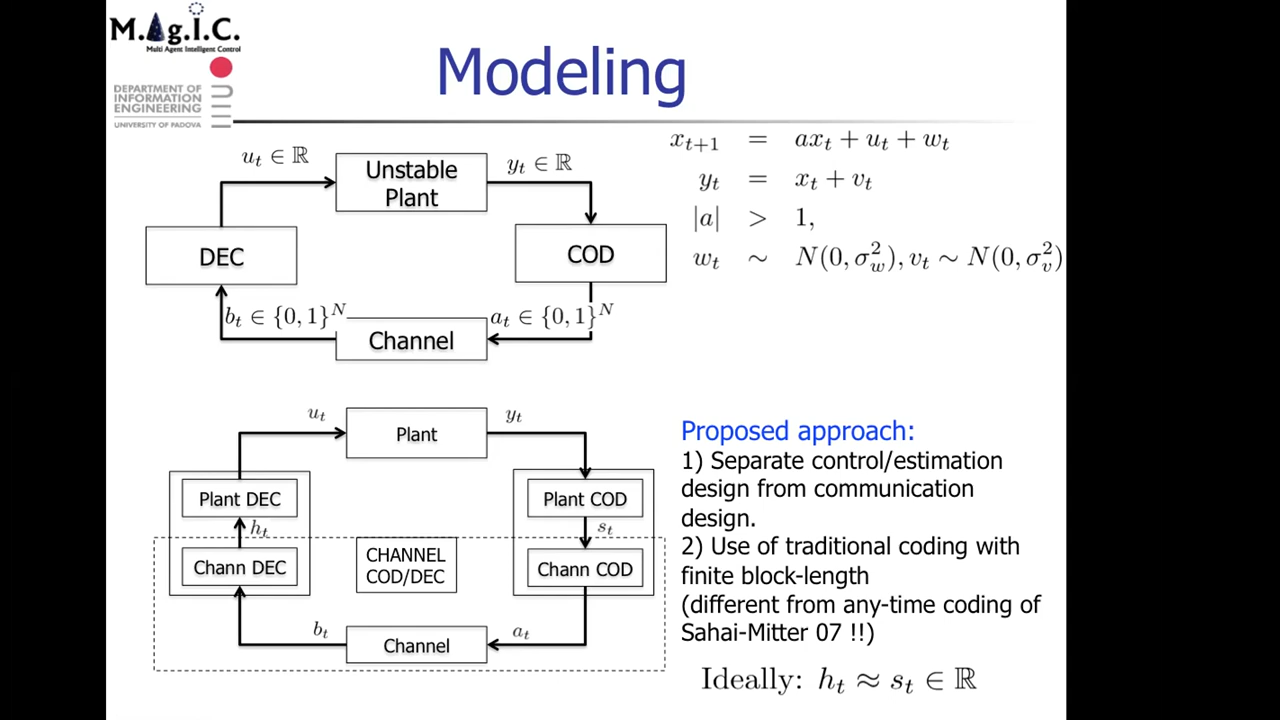 M.AgI.C.
Multi Agent Intelligent Control
DEPARTMENT OF
INFORMATION
ENGINEERING
UNIVERSITY OF PADOVA
Modeling
x_{t+1} = ax_t + u_t + w_t
y_t = x_t + v_t
|a| > 1,
w_t ∼ N(0, σ_w^2), v_t ∼ N(0, σ_v^2)
u_t ∈ ℝ
Unstable
Plant
y_t ∈ ℝ
DEC
COD
b_t ∈ {0, 1}^N
Channel
a_t ∈ {0, 1}^N
u_t
Plant
y_t
Plant DEC
Plant COD
h_t
s_t
Chann DEC
CHANNEL
COD/DEC
Chann COD
b_t
Channel
a_t
Proposed approach:
1) Separate control/estimation
design from communication
design.
2) Use of traditional coding with
finite block-length
(different from any-time coding of
Sahai-Mitter 07 !!)
Ideally: h_t ≈ s_t ∈ ℝ